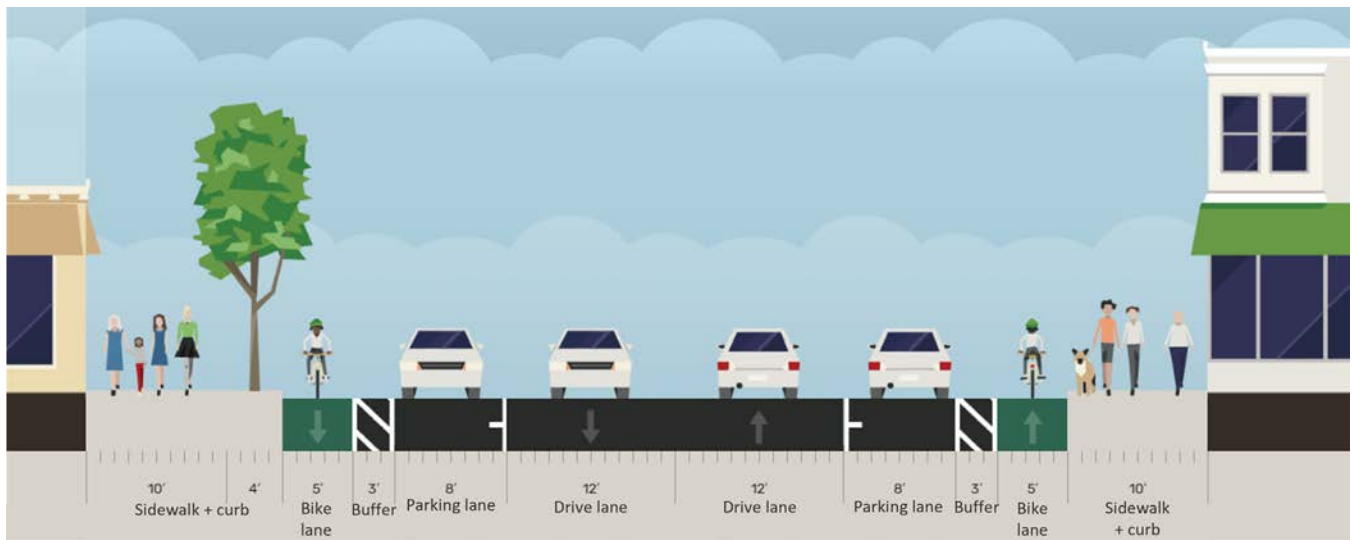 10' 4' 5' 3' 8' 12' 12' 8' 3' 5' 10'
Sidewalk + curb
Bike
lane
Buffer
Parking lane
Drive lane
Drive lane
Parking lane
Buffer
Bike
lane
Sidewalk
+ curb